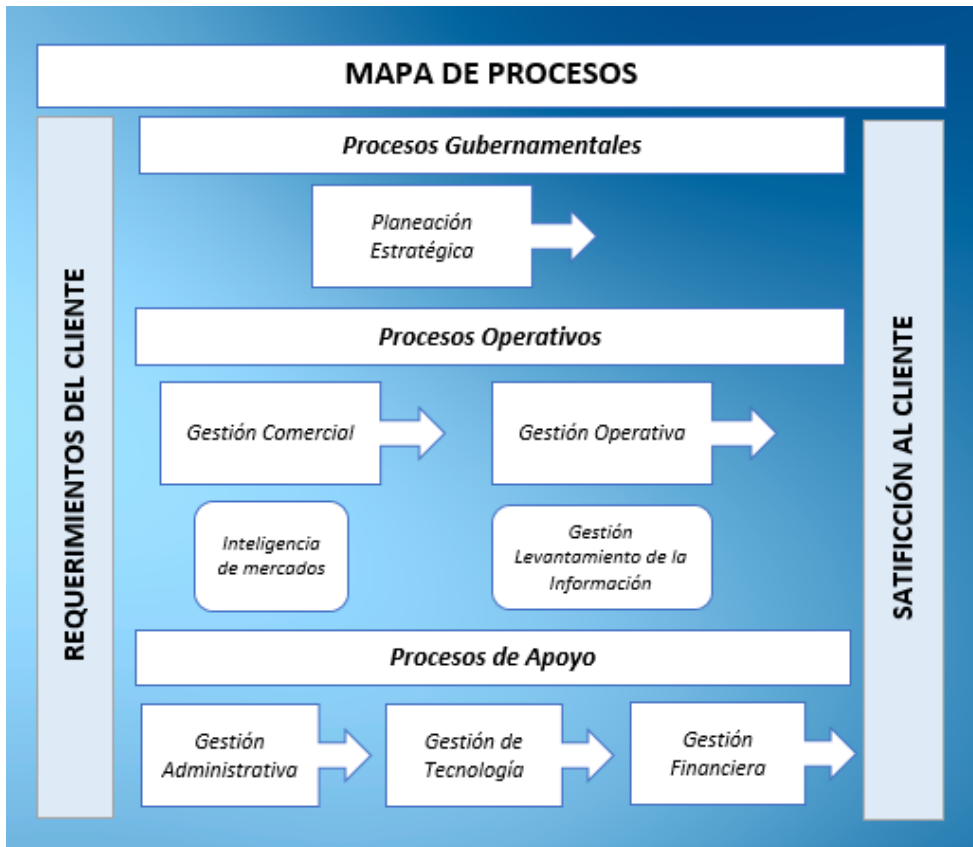 MAPA DE PROCESOS
REQUERIMIENTOS DEL CLIENTE
Procesos Gubernamentales
Planeación
Estratégica
Procesos Operativos
Gestión Comercial
Gestión Operativa
Inteligencia
de mercados
Gestión
Levantamiento de la
Información
Procesos de Apoyo
Gestión
Administrativa
Gestión de
Tecnología
Gestión
Financiera
SATIFICCIÓN AL CLIENTE